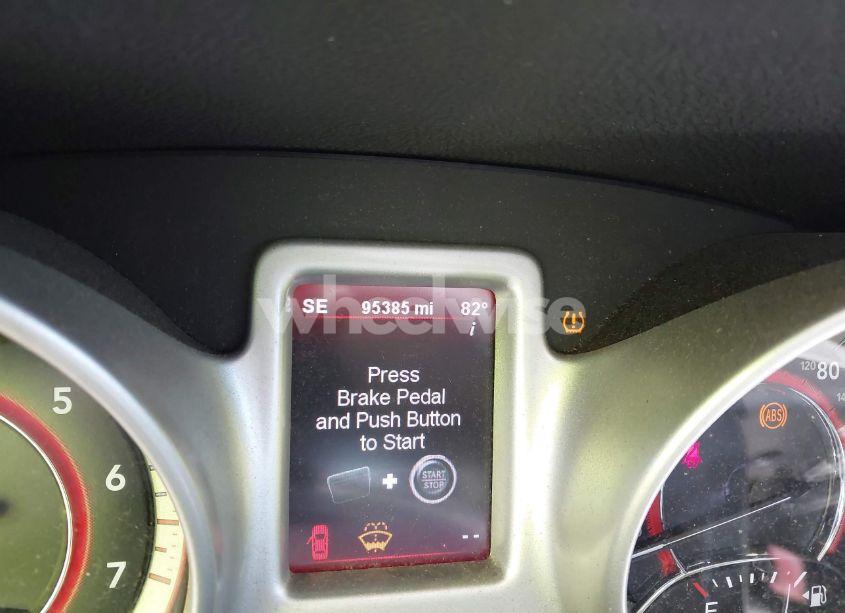 SE 95385 mi 82°
i
wheelwise
Press
Brake Pedal
and Push Button
to Start
START
STOP
--
5
6
7
120 80
ABS
E